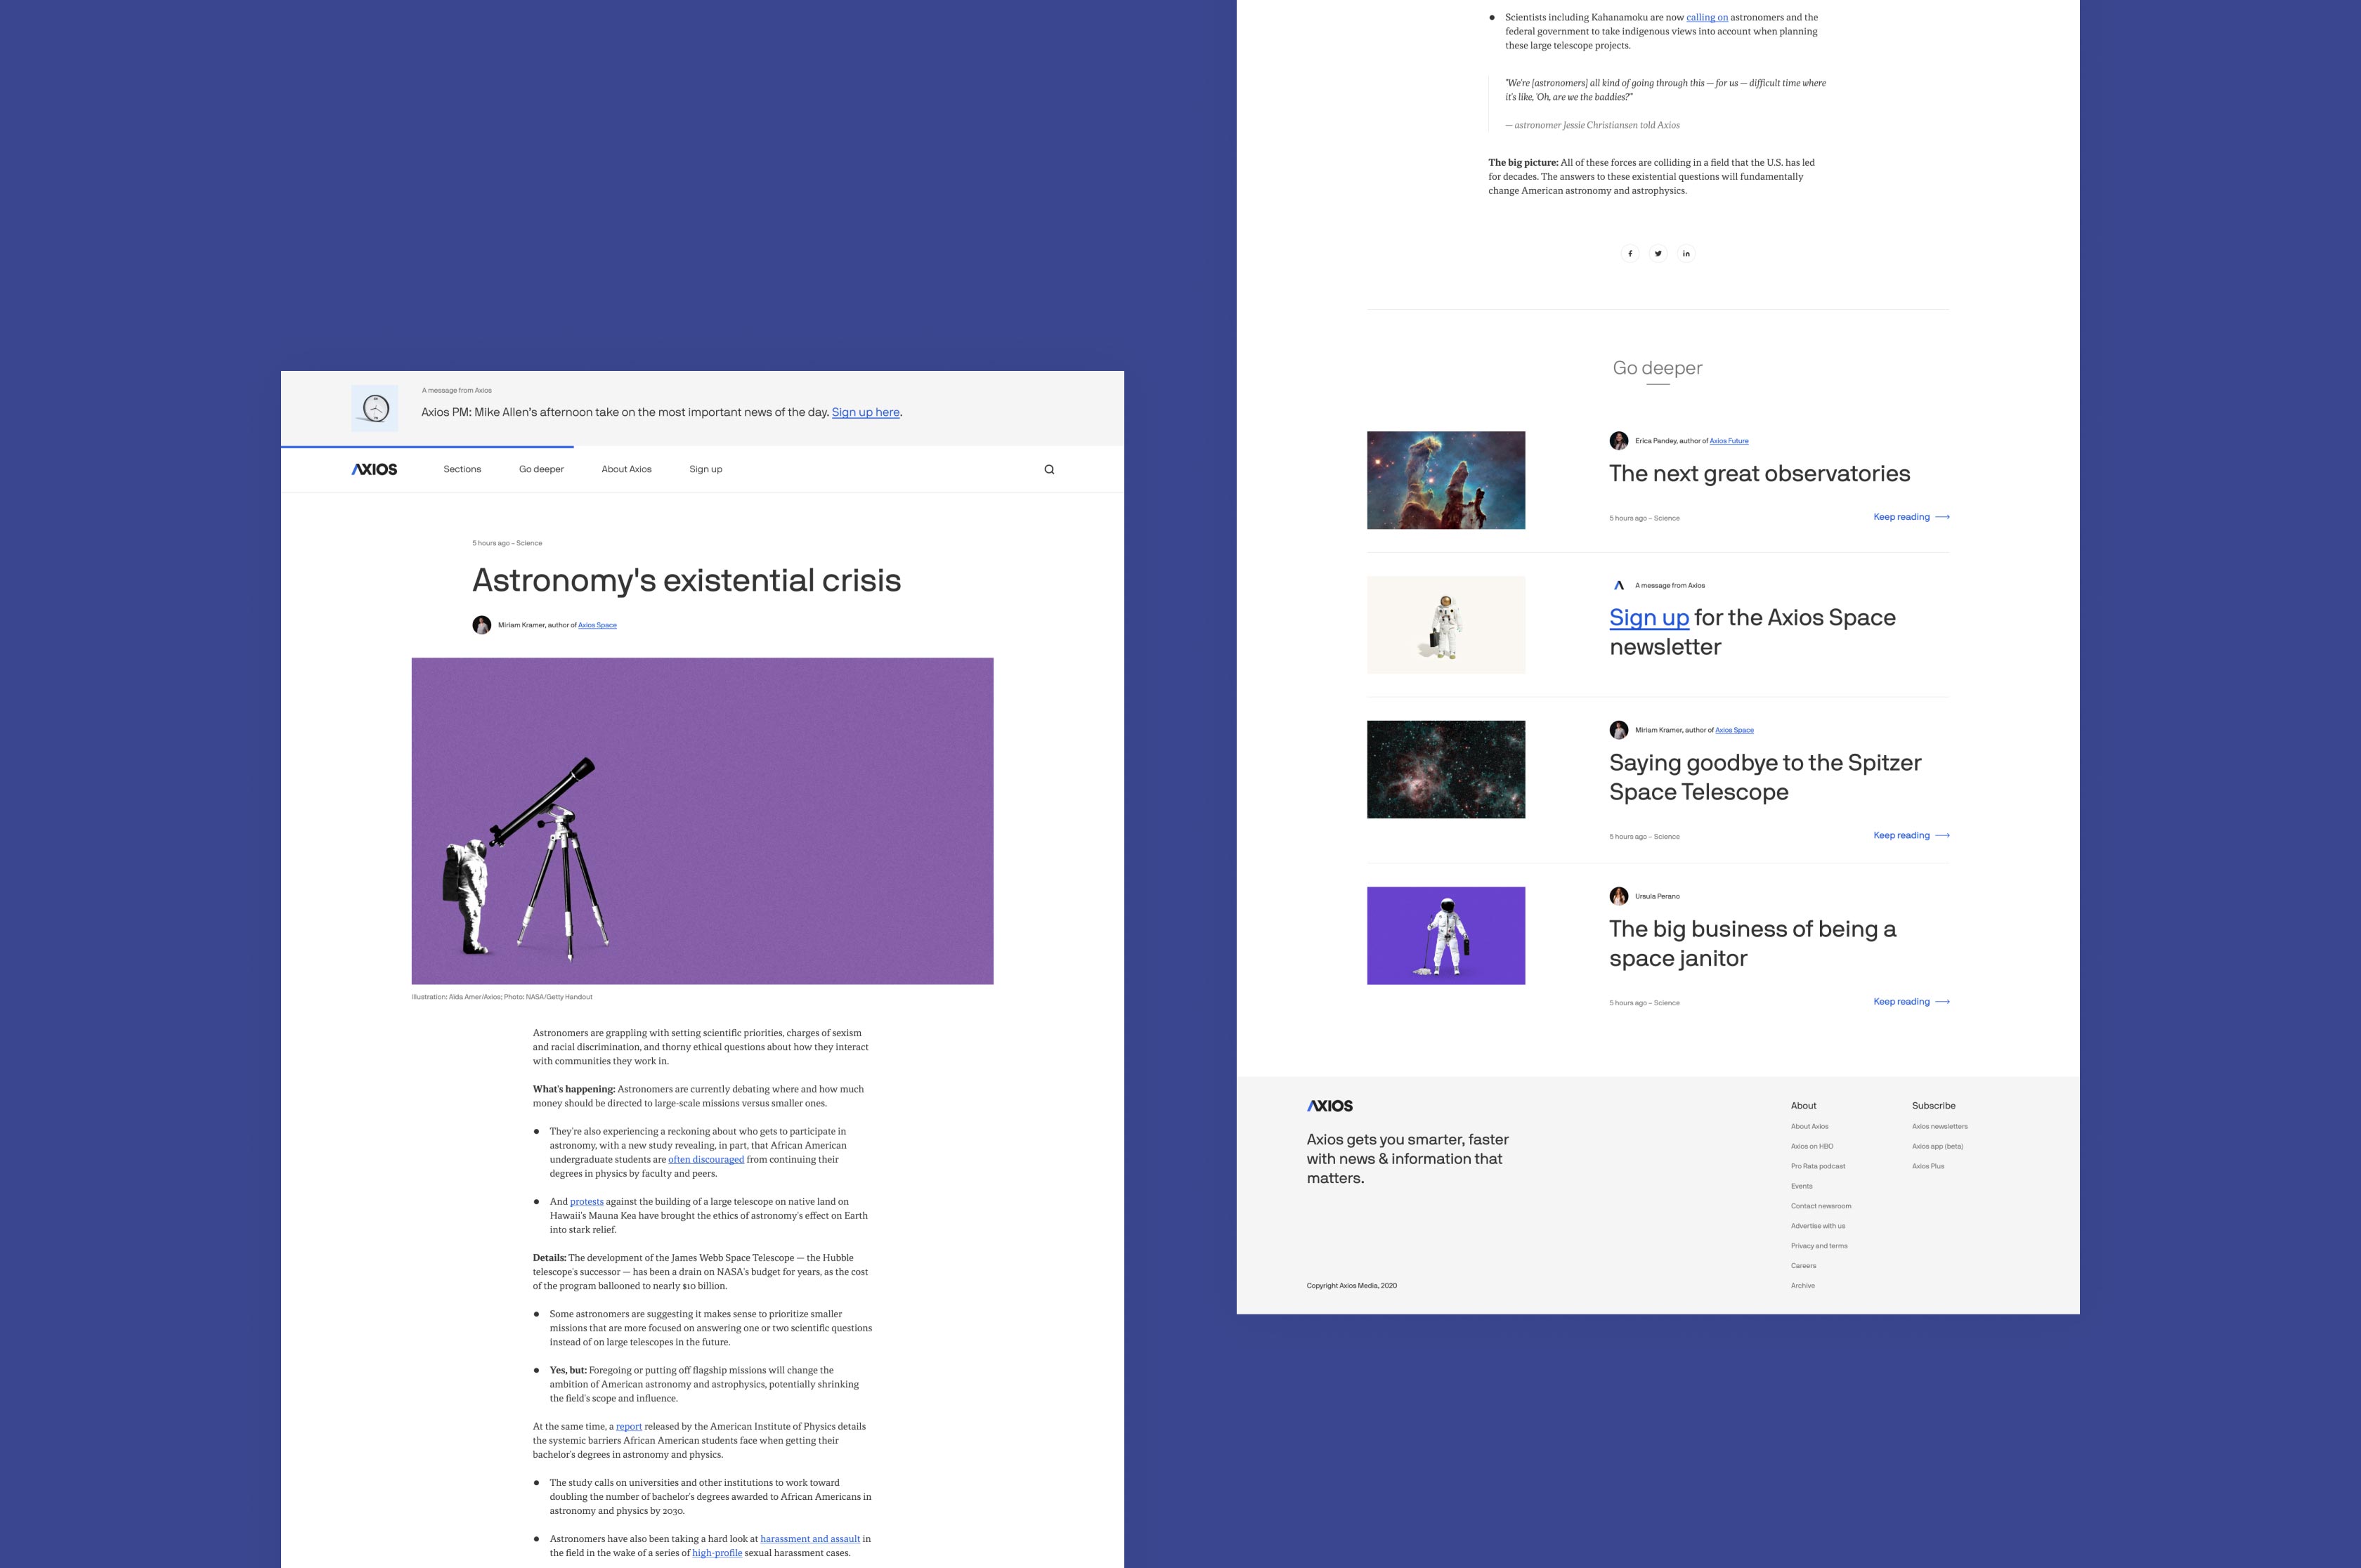 A message from Axios
Axios PM: Mike Allen's afternoon take on the most important news of the day. Sign up here.
AXIOS
Sections
Go deeper
About Axios
Sign up
5 hours ago – Science
Astronomy's existential crisis
Miriam Kramer, author of Axios Space
Illustration: Aïda Amer/Axios; Photo: NASA/Getty Handout
Astronomers are grappling with setting scientific priorities, charges of sexism
and racial discrimination, and thorny ethical questions about how they interact
with communities they work in.
What's happening: Astronomers are currently debating where and how much
money should be directed to large-scale missions versus smaller ones.
They're also experiencing a reckoning about who gets to participate in
astronomy, with a new study revealing, in part, that African American
undergraduate students are often discouraged from continuing their
degrees in physics by faculty and peers.
And protests against the building of a large telescope on native land on
Hawaii's Mauna Kea have brought the ethics of astronomy's effect on Earth
into stark relief.
Details: The development of the James Webb Space Telescope — the Hubble
telescope's successor — has been a drain on NASA's budget for years, as the cost
of the program ballooned to nearly $10 billion.
Some astronomers are suggesting it makes sense to prioritize smaller
missions that are more focused on answering one or two scientific questions
instead of on large telescopes in the future.
Yes, but: Foregoing or putting off flagship missions will change the
ambition of American astronomy and astrophysics, potentially shrinking
the field's scope and influence.
At the same time, a report released by the American Institute of Physics details
the systemic barriers African American students face when getting their
bachelor's degrees in astronomy and physics.
The study calls on universities and other institutions to work toward
doubling the number of bachelor's degrees awarded to African Americans in
astronomy and physics by 2030.
Astronomers have also been taking a hard look at harassment and assault in
the field in the wake of a series of high-profile sexual harassment cases.
Scientists including Kahanamoku are now calling on astronomers and the
federal government to take indigenous views into account when planning
these large telescope projects.
"We're [astronomers] all kind of going through this — for us — difficult time where
it's like, 'Oh, are we the baddies?'"
— astronomer Jessie Christiansen told Axios
The big picture: All of these forces are colliding in a field that the U.S. has led
for decades. The answers to these existential questions will fundamentally
change American astronomy and astrophysics.
Go deeper
Erica Pandey, author of Axios Future
The next great observatories
5 hours ago – Science
Keep reading
A message from Axios
Sign up for the Axios Space
newsletter
Miriam Kramer, author of Axios Space
Saying goodbye to the Spitzer
Space Telescope
5 hours ago – Science
Keep reading
Ursula Perano
The big business of being a
space janitor
5 hours ago – Science
Keep reading
AXIOS
Axios gets you smarter, faster
with news & information that
matters.
Copyright Axios Media, 2020
About
About Axios
Axios on HBO
Pro Rata podcast
Events
Contact newsroom
Advertise with us
Privacy and terms
Careers
Archive
Subscribe
Axios newsletters
Axios app (beta)
Axios Plus